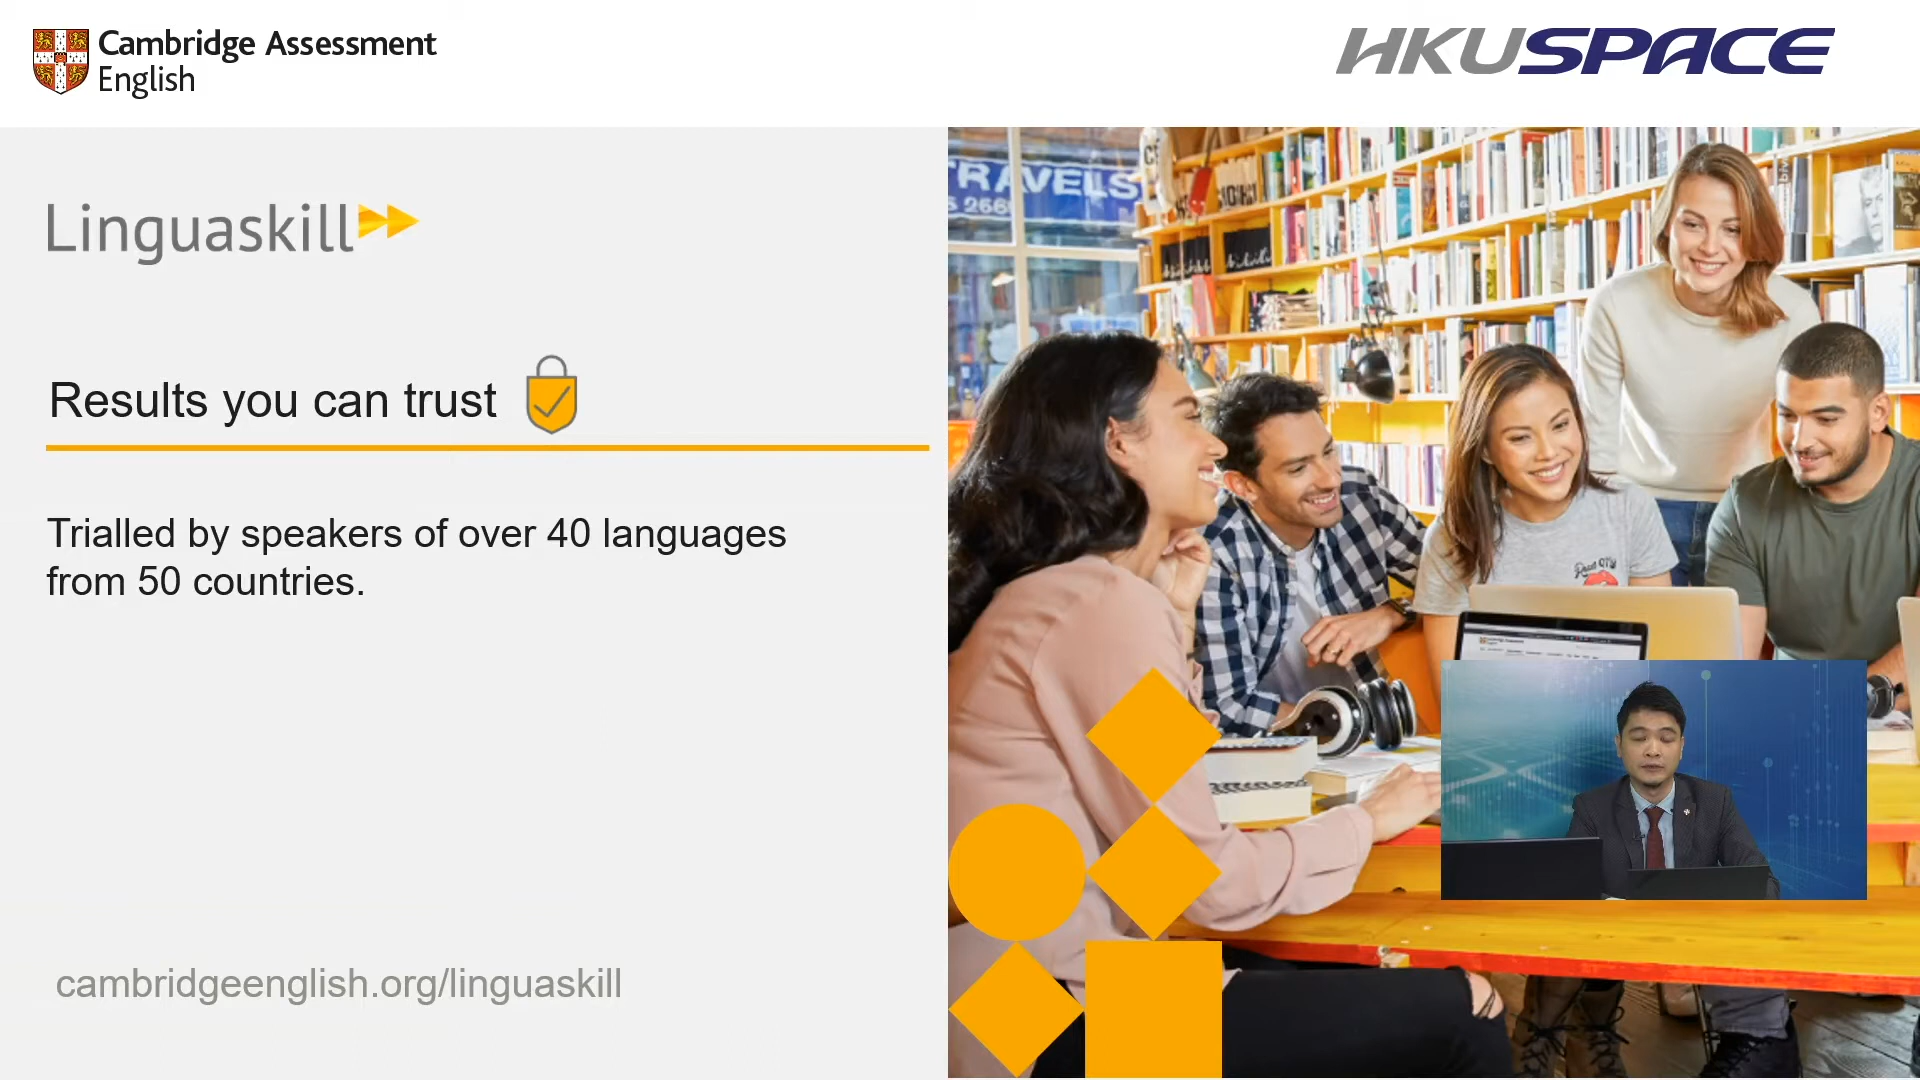 Cambridge Assessment
English
HKUSPACE
Linguaskill
Results you can trust
Trialled by speakers of over 40 languages
from 50 countries.
cambridgeenglish.org/linguaskill
TRAVELS